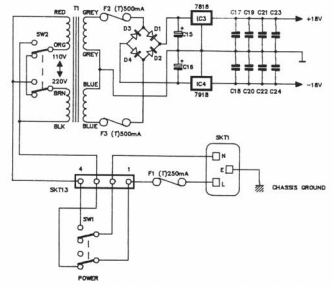 RED T1 GREY F2 (T)500mA 7818 C17 C19 C21 C23 +18V
SW2 D3 D1 IC3
ORG C15
110V GREY D4 D2
220V BLUE C16
BRN IC4 -18V
BLK BLUE F3 (T)500mA 7918 C18 C20 C22 C24
SKT1
N
4 1 F1 (T)250mA E
SKT13 L
CHASSIS GROUND
SW1
POWER